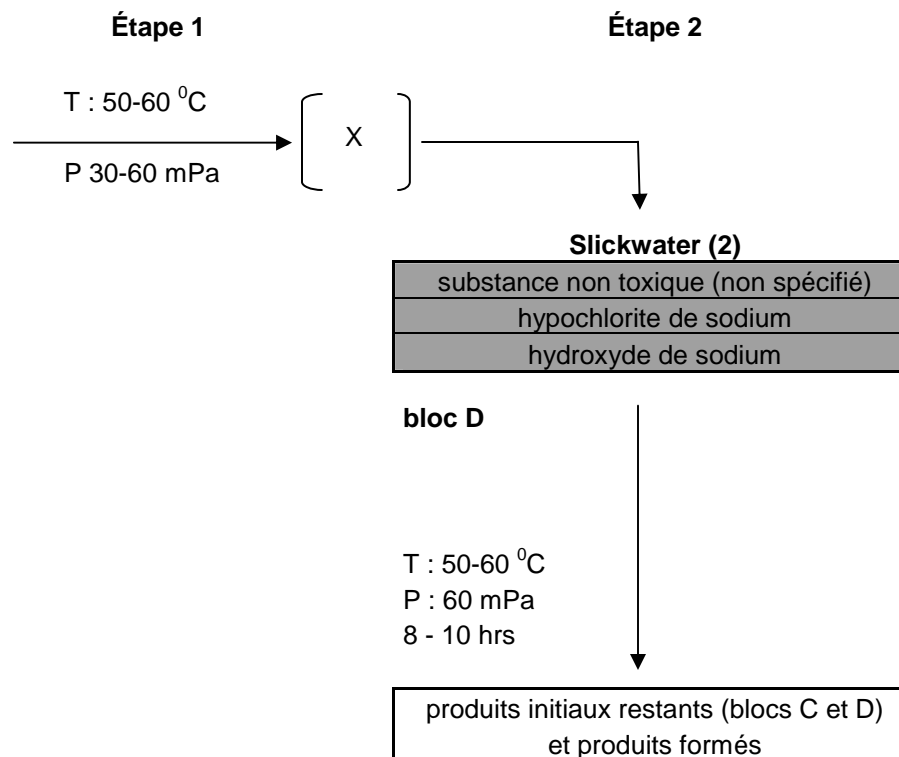 Étape 1
Étape 2
T : 50-60 ⁰C
P 30-60 mPa
X
Slickwater (2)
substance non toxique (non spécifié)
hypochlorite de sodium
hydroxyde de sodium
bloc D
T : 50-60 ⁰C
P : 60 mPa
8 - 10 hrs
produits initiaux restants (blocs C et D)
et produits formés